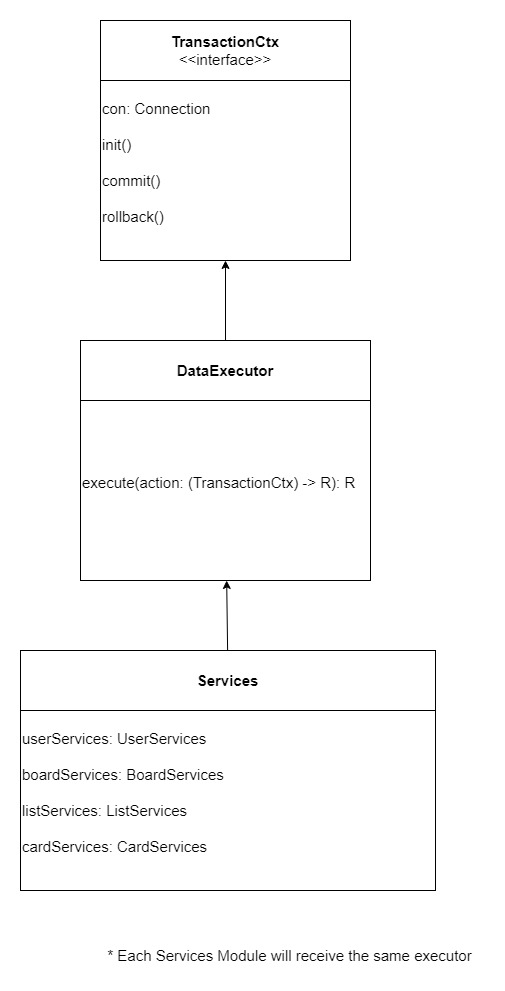 TransactionCtx
<<interface>>
con: Connection
init()
commit()
rollback()
DataExecutor
execute(action: (TransactionCtx) -> R): R
Services
userServices: UserServices
boardServices: BoardServices
listServices: ListServices
cardServices: CardServices
* Each Services Module will receive the same executor